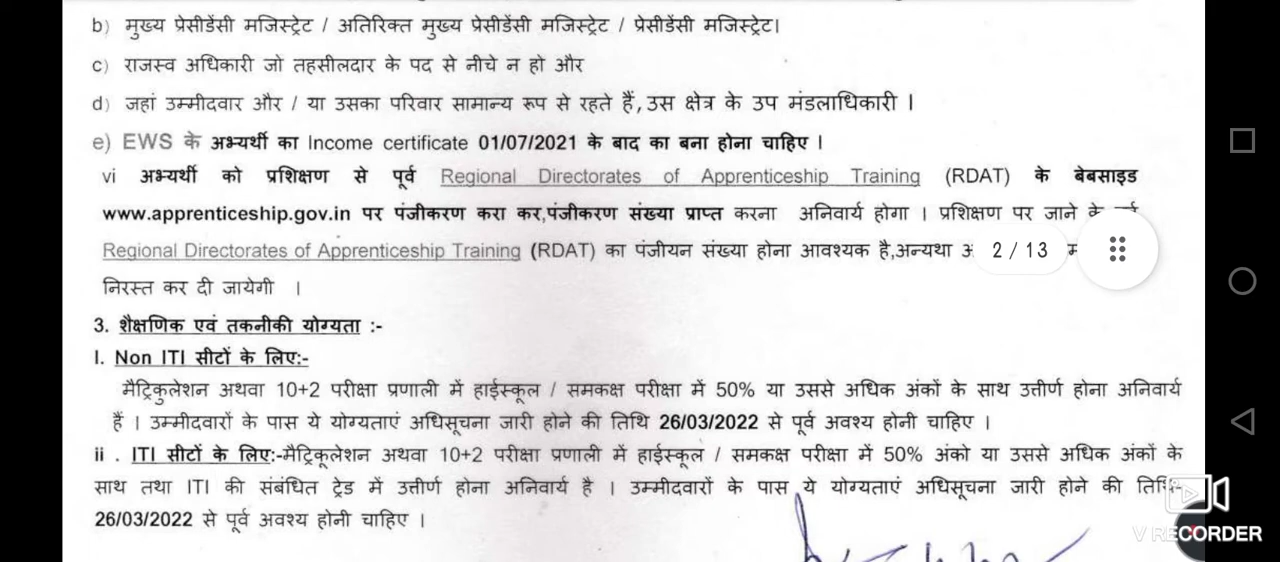 b) मुख्य प्रेसीडेंसी मजिस्ट्रेट / अतिरिक्त मुख्य प्रेसीडेंसी मजिस्ट्रेट / प्रेसीडेंसी मजिस्ट्रेट।
c) राजस्व अधिकारी जो तहसीलदार के पद से नीचे न हो और
d) जहां उम्मीदवार और / या उसका परिवार सामान्य रूप से रहते हैं,उस क्षेत्र के उप मंडलाधिकारी ।
e) EWS के अभ्यर्थी का Income certificate 01/07/2021 के बाद का बना होना चाहिए ।
vi अभ्यर्थी को प्रशिक्षण से पूर्व Regional Directorates of Apprenticeship Training (RDAT) के बेबसाइड
www.apprenticeship.gov.in पर पंजीकरण करा कर,पंजीकरण संख्या प्राप्त करना अनिवार्य होगा । प्रशिक्षण पर जाने के
Regional Directorates of Apprenticeship Training (RDAT) का पंजीयन संख्या होना आवश्यक है,अन्यथा
2 / 13
निरस्त कर दी जायेगी ।
3. शैक्षणिक एवं तकनीकी योग्यता :-
I. Non ITI सीटों के लिए:-
मैट्रिकुलेशन अथवा 10+2 परीक्षा प्रणाली में हाईस्कूल / समकक्ष परीक्षा में 50% या उससे अधिक अंकों के साथ उत्तीर्ण होना अनिवार्य
हैं । उम्मीदवारों के पास ये योग्यताएं अधिसूचना जारी होने की तिथि 26/03/2022 से पूर्व अवश्य होनी चाहिए ।
ii . ITI सीटों के लिए:-मैट्रिकूलेशन अथवा 10+2 परीक्षा प्रणाली में हाईस्कूल / समकक्ष परीक्षा में 50% अंको या उससे अधिक अंकों के
साथ तथा ITI की संबंधित ट्रेड में उत्तीर्ण होना अनिवार्य है । उम्मीदवारों के पास ये योग्यताएं अधिसूचना जारी होने की तिथि-
26/03/2022 से पूर्व अवश्य होनी चाहिए ।
V RECORDER